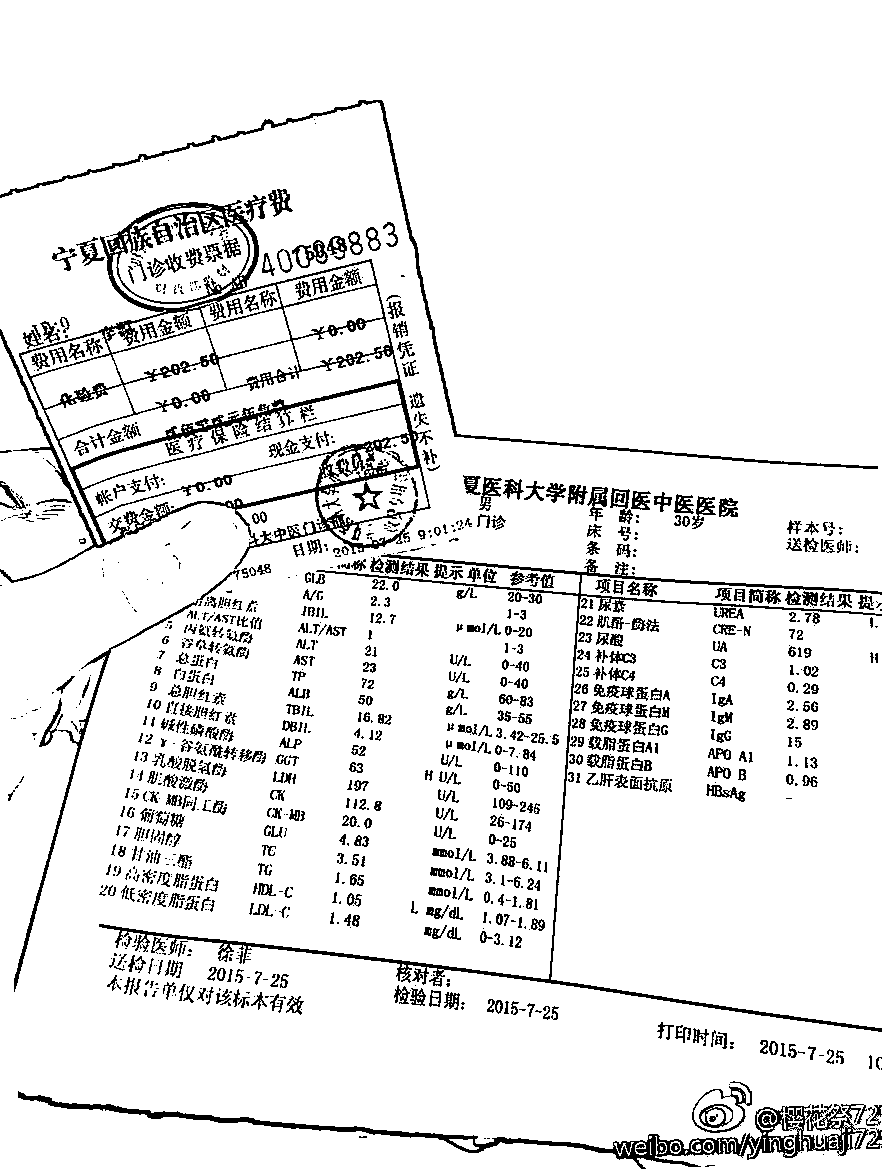 宁夏回族自治区医疗费
门诊收费票据
姓名:
费用名称 费用金额 费用名称 费用金额
化验费 ￥202.50 ￥0.00
￥0.00 费用合计 ￥202.50
合计金额
医疗保险结算栏
帐户支付: ￥0.00 现金支付: 202.50
交费金额:
日期: 9:01:24
75048
(报销凭证 遗失不补)
夏医科大学附属回医中医医院
男 年 龄: 30岁 样本号:
门诊 床 号: 送检医师:
条 码:
备 注:
检测结果 提示 单位 参考值
GLB 22.0 g/L 20-30
A/G 2.3 1-3
IBIL 12.7 μmol/L 0-20
ALT/AST比值 ALT/AST 1 1-3
5 丙氨转氨酶 ALT 21 U/L 0-40
6 谷草转氨酶 AST 23 U/L 0-40
7 总蛋白 TP 72 g/L 60-83
8 白蛋白 ALB 50 g/L 35-55
9 总胆红素 TBIL 16.82 μmol/L 3.42-25.5
10 直接胆红素 DBIL 4.12 μmol/L 0-7.84
11 碱性磷酸酶 ALP 52 U/L 0-110
12 γ-谷氨酰转移酶 GGT 63 H U/L 0-50
13 乳酸脱氢酶 LDH 197 U/L 109-246
14 肌酸激酶 CK 112.8 U/L 26-174
15 CK-MB同工酶 CK-MB 20.0 U/L 0-25
16 葡萄糖 GLU 4.83 mmol/L 3.88-6.11
17 胆固醇 TC 3.51 mmol/L 3.1-6.24
18 甘油三酯 TG 1.65 mmol/L 0.4-1.81
19 高密度脂蛋白 HDL-C 1.05 L mg/dL 1.07-1.89
20 低密度脂蛋白 LDL-C 1.48 mg/dL 0-3.12
项目名称 项目简称 检测结果 提示
21 尿素 UREA 2.78
22 肌酐-酶法 CRE-N 72
23 尿酸 UA 619 H
24 补体C3 C3 1.02
25 补体C4 C4 0.29
26 免疫球蛋白A IgA 2.56
27 免疫球蛋白M IgM 2.89
28 免疫球蛋白G IgG 15
29 载脂蛋白A1 APO A1 1.13
30 载脂蛋白B APO B 0.96
31 乙肝表面抗原 HBsAg -
检验医师: 徐菲 核对者:
送检日期 2015-7-25 检验日期: 2015-7-25
本报告单仅对该标本有效
打印时间: 2015-7-25 10
@樱花祭72
weibo.com/yinghuaji72